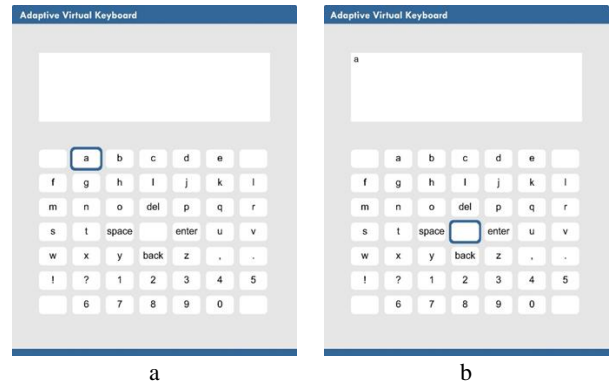 Adaptive Virtual Keyboard
a b c d e
f g h I j k l
m n o del p q r
s t space enter u v
w x y back z , .
! ? 1 2 3 4 5
6 7 8 9 0
a
Adaptive Virtual Keyboard
a
a b c d e
f g h I j k l
m n o del p q r
s t space enter u v
w x y back z , .
! ? 1 2 3 4 5
6 7 8 9 0
b